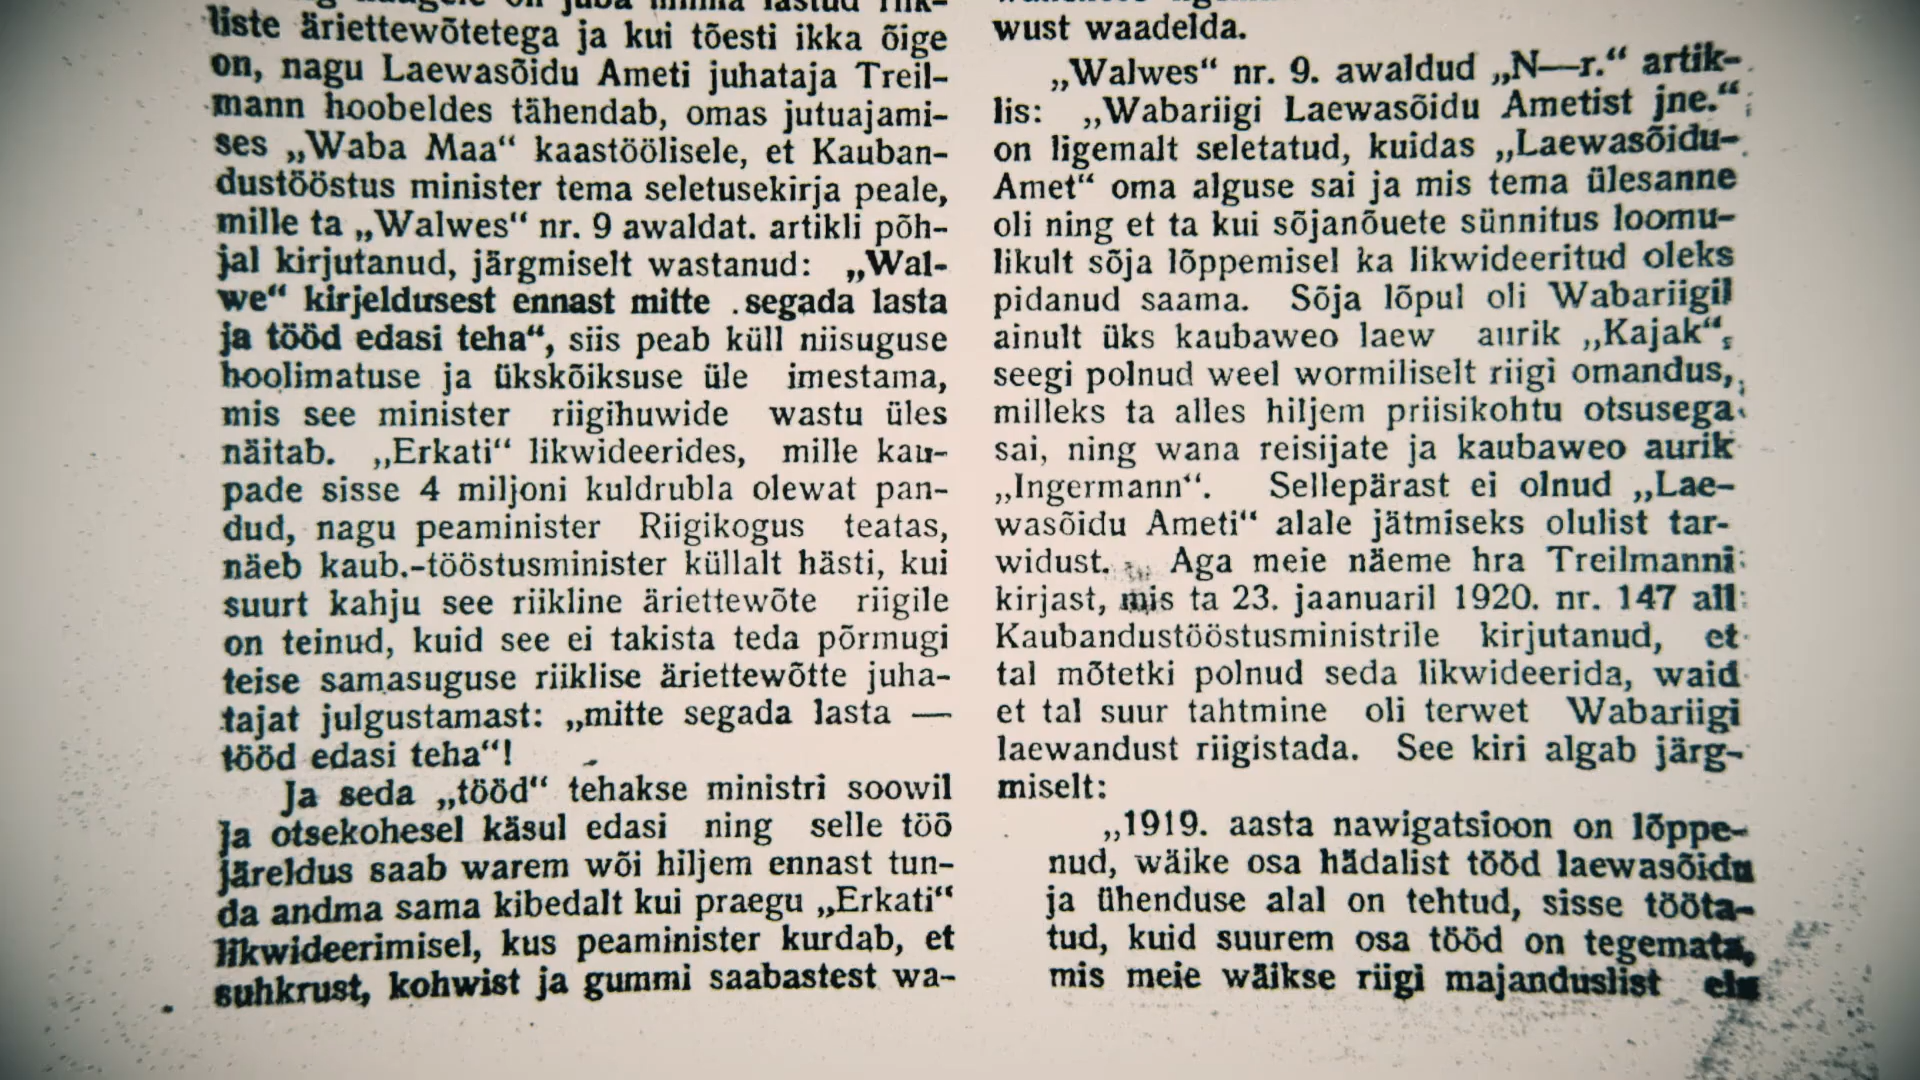 liste äriettewõtetega ja kui tõesti ikka õige
on, nagu Laewasõidu Ameti juhataja Treil-
mann hoobeldes tähendab, omas jutuajami-
ses „Waba Maa“ kaastöölisele, et Kauban-
dustööstus minister tema seletusekirja peale,
mille ta „Walwes“ nr. 9 awaldat. artikli põh-
jal kirjutanud, järgmiselt wastanud: „Wal-
we“ kirjeldusest ennast mitte segada lasta
ja tööd edasi teha“, siis peab küll niisuguse
hoolimatuse ja ükskõiksuse üle imestama,
mis see minister riigihuwide wastu üles
näitab. „Erkati“ likwideerides, mille kau-
pade sisse 4 miljoni kuldrubla olewat pan-
dud, nagu peaminister Riigikogus teatas,
näeb kaub.-tööstusminister küllalt hästi, kui
suurt kahju see riikline äriettewõte riigile
on teinud, kuid see ei takista teda põrmugi
teise samasuguse riiklise äriettewõtte juha-
tajat julgustamast: „mitte segada lasta —
tööd edasi teha“!
Ja seda „tööd“ tehakse ministri soowil
ja otsekohesel käsul edasi ning selle töö
järeldus saab warem wõi hiljem ennast tun-
da andma sama kibedalt kui praegu „Erkati“
likwideerimisel, kus peaminister kurdab, et
suhkrust, kohwist ja gummi saabastest wa-
wust waadelda.
„Walwes“ nr. 9. awaldud „N—r.“ artik-
lis: „Wabariigi Laewasõidu Ametist jne.“
on ligemalt seletatud, kuidas „Laewasõidu-
Amet“ oma alguse sai ja mis tema ülesanne
oli ning et ta kui sõjanõuete sünnitus loomu-
likult sõja lõppemisel ka likwideeritud oleks
pidanud saama. Sõja lõpul oli Wabariigil
ainult üks kaubaweo laew aurik „Kajak“,
seegi polnud weel wormiliselt riigi omandus,
milleks ta alles hiljem priisikohtu otsusega
sai, ning wana reisijate ja kaubaweo aurik
„Ingermann“. Sellepärast ei olnud „Lae-
wasõidu Ameti“ alale jätmiseks olulist tar-
widust. Aga meie näeme hra Treilmanni
kirjast, mis ta 23. jaanuaril 1920. nr. 147 all
Kaubandustööstusministrile kirjutanud, et
tal mõtetki polnud seda likwideerida, waid
et tal suur tahtmine oli terwet Wabariigi
laewandust riigistada. See kiri algab järg-
miselt:
„1919. aasta nawigatsioon on lõppe-
nud, wäike osa hädalist tööd laewasõidu
ja ühenduse alal on tehtud, sisse tööta-
tud, kuid suurem osa tööd on tegemata,
mis meie wäikse riigi majanduslist elu